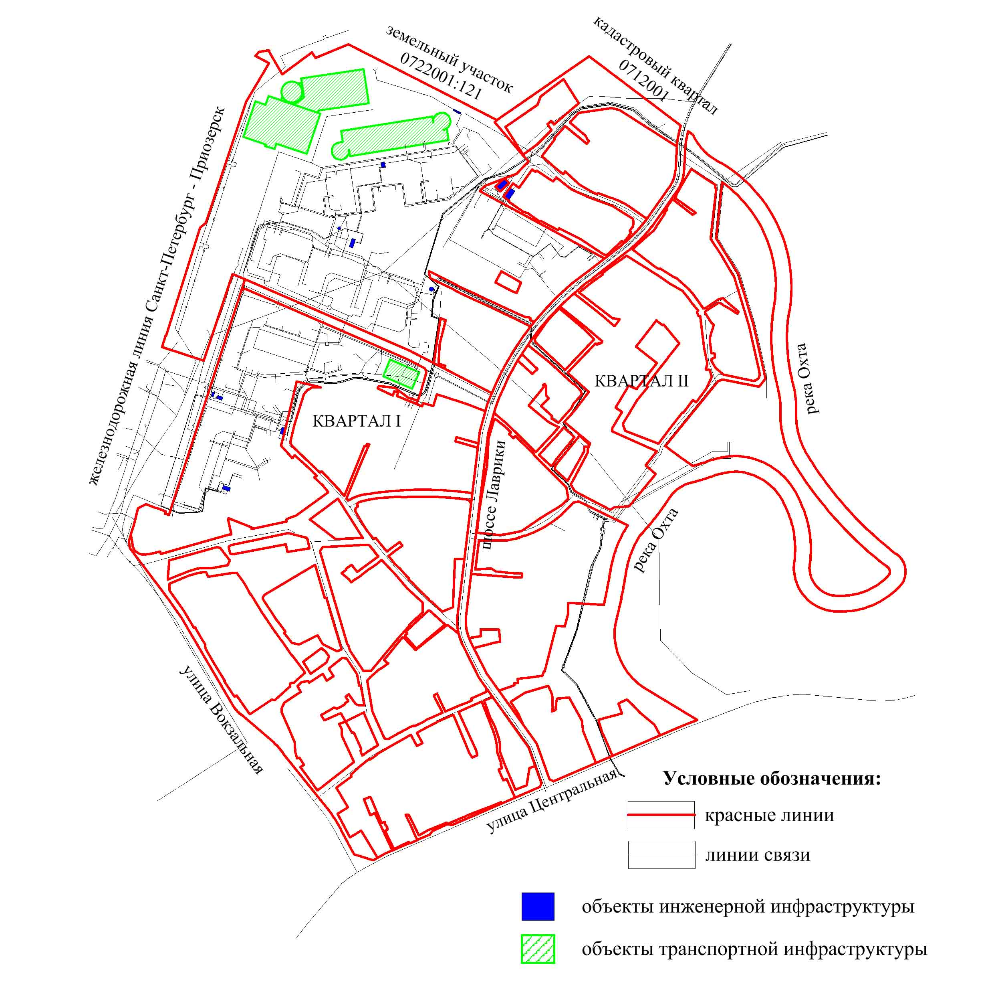 земельный участок
0722001:121
кадастровый квартал
0712001
железнодорожная линия Санкт-Петербург - Приозерск
КВАРТАЛ II
река Охта
КВАРТАЛ I
шоссе Лаврики
река Охта
улица Вокзальная
улица Центральная
Условные обозначения:
красные линии
линии связи
объекты инженерной инфраструктуры
объекты транспортной инфраструктуры